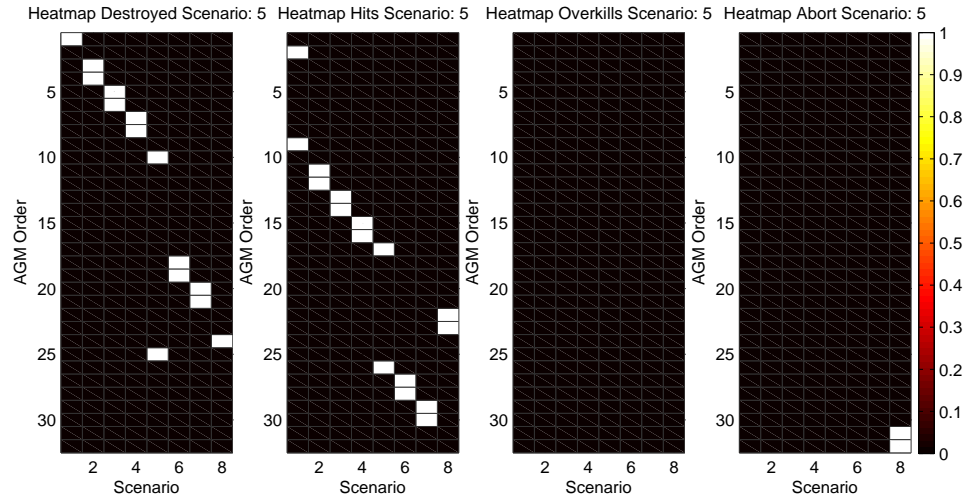 Heatmap Destroyed Scenario: 5
Heatmap Hits Scenario: 5
Heatmap Overkills Scenario: 5
Heatmap Abort Scenario: 5
AGM Order
5
10
15
20
25
30
2 4 6 8
Scenario
AGM Order
5
10
15
20
25
30
2 4 6 8
Scenario
AGM Order
5
10
15
20
25
30
2 4 6 8
Scenario
AGM Order
5
10
15
20
25
30
2 4 6 8
Scenario
1
0.9
0.8
0.7
0.6
0.5
0.4
0.3
0.2
0.1
0